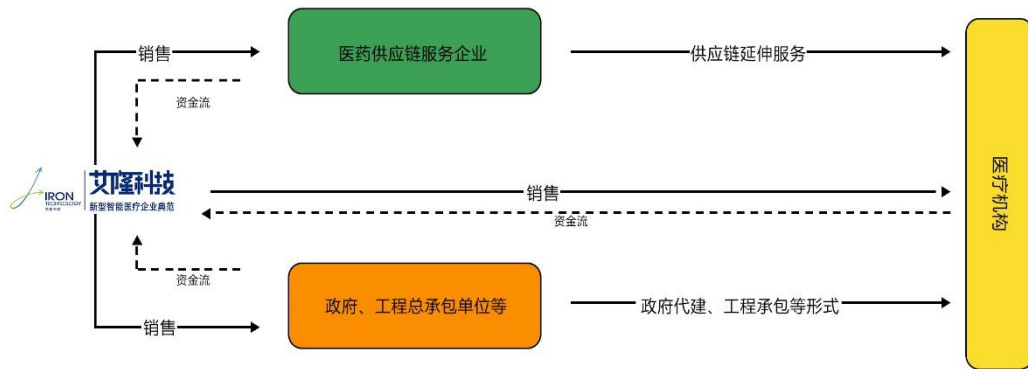 销售
医药供应链服务企业
供应链延伸服务
资金流
IRON
TECHNOLOGY
艾隆科技
新型智能医疗企业典范
销售
资金流
医疗机构
资金流
政府、工程总承包单位等
政府代建、工程承包等形式
销售